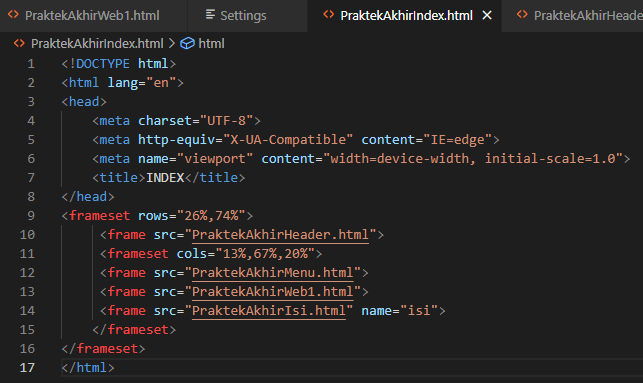 PraktekAkhirWeb1.html Settings PraktekAkhirIndex.html PraktekAkhirHeade
PraktekAkhirIndex.html > html
1 <!DOCTYPE html>
2 <html lang="en">
3 <head>
4 <meta charset="UTF-8">
5 <meta http-equiv="X-UA-Compatible" content="IE=edge">
6 <meta name="viewport" content="width=device-width, initial-scale=1.0">
7 <title>INDEX</title>
8 </head>
9 <frameset rows="26%,74%">
10 <frame src="PraktekAkhirHeader.html">
11 <frameset cols="13%,67%,20%">
12 <frame src="PraktekAkhirMenu.html">
13 <frame src="PraktekAkhirWeb1.html">
14 <frame src="PraktekAkhirIsi.html" name="isi">
15 </frameset>
16 </frameset>
17 </html>